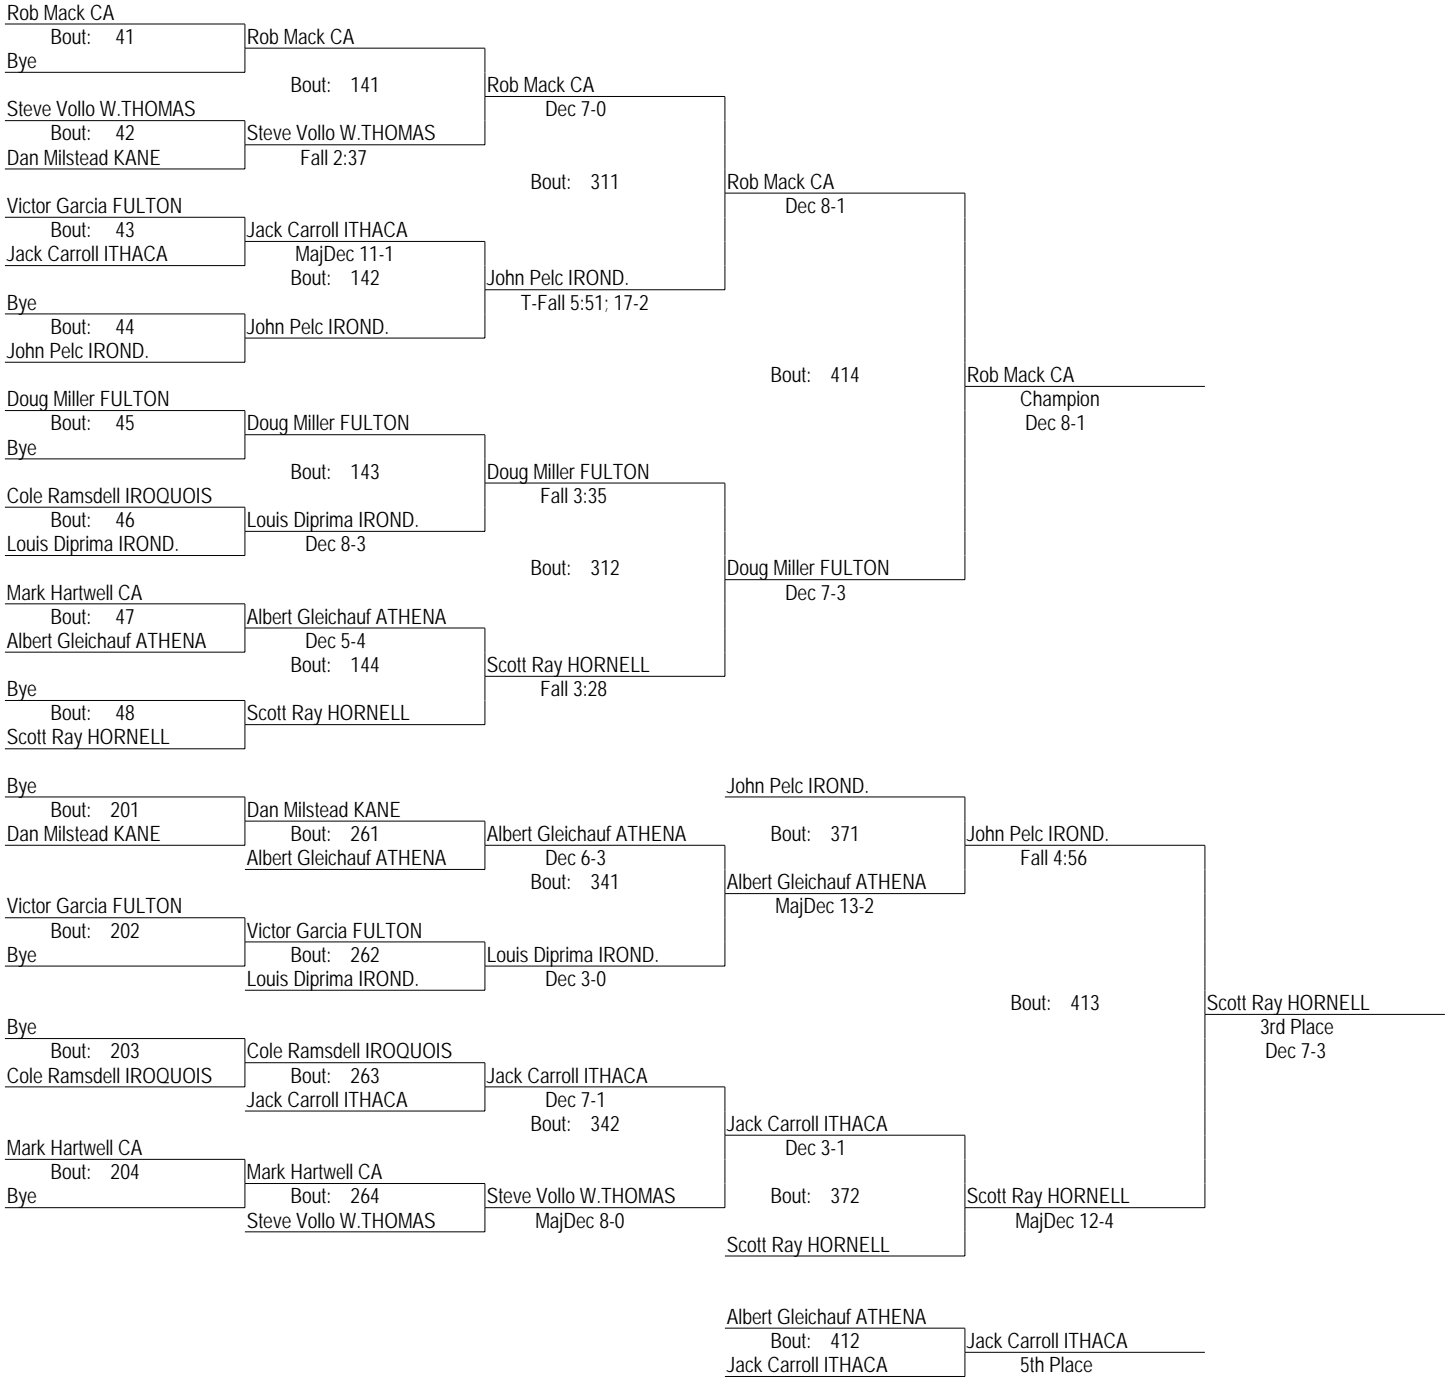 Rob Mack CA
Bout: 41
Rob Mack CA
Bye
Bout: 141
Rob Mack CA
Steve Vollo W.THOMAS
Dec 7-0
Bout: 42
Steve Vollo W.THOMAS
Dan Milstead KANE
Fall 2:37
Bout: 311
Rob Mack CA
Victor Garcia FULTON
Dec 8-1
Bout: 43
Jack Carroll ITHACA
Jack Carroll ITHACA
MajDec 11-1
Bout: 142
John Pelc IROND.
Bye
T-Fall 5:51; 17-2
Bout: 44
John Pelc IROND.
John Pelc IROND.
Bout: 414
Rob Mack CA
Doug Miller FULTON
Champion
Bout: 45
Doug Miller FULTON
Dec 8-1
Bye
Bout: 143
Doug Miller FULTON
Cole Ramsdell IROQUOIS
Fall 3:35
Bout: 46
Louis Diprima IROND.
Louis Diprima IROND.
Dec 8-3
Bout: 312
Doug Miller FULTON
Mark Hartwell CA
Dec 7-3
Bout: 47
Albert Gleichauf ATHENA
Albert Gleichauf ATHENA
Dec 5-4
Bout: 144
Scott Ray HORNELL
Bye
Fall 3:28
Bout: 48
Scott Ray HORNELL
Scott Ray HORNELL
Bye
John Pelc IROND.
Bout: 201
Dan Milstead KANE
Dan Milstead KANE
Bout: 261
Albert Gleichauf ATHENA
Bout: 371
John Pelc IROND.
Albert Gleichauf ATHENA
Dec 6-3
Fall 4:56
Bout: 341
Albert Gleichauf ATHENA
Victor Garcia FULTON
MajDec 13-2
Bout: 202
Victor Garcia FULTON
Bye
Bout: 262
Louis Diprima IROND.
Louis Diprima IROND.
Dec 3-0
Bout: 413
Scott Ray HORNELL
Bye
3rd Place
Bout: 203
Cole Ramsdell IROQUOIS
Dec 7-3
Cole Ramsdell IROQUOIS
Bout: 263
Jack Carroll ITHACA
Jack Carroll ITHACA
Dec 7-1
Bout: 342
Jack Carroll ITHACA
Mark Hartwell CA
Dec 3-1
Bout: 204
Mark Hartwell CA
Bye
Bout: 264
Steve Vollo W.THOMAS
Bout: 372
Scott Ray HORNELL
Steve Vollo W.THOMAS
MajDec 8-0
MajDec 12-4
Scott Ray HORNELL
Albert Gleichauf ATHENA
Bout: 412
Jack Carroll ITHACA
Jack Carroll ITHACA
5th Place